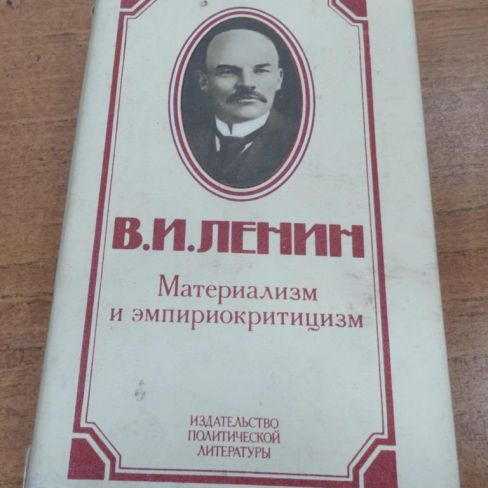 В.И.ЛЕНИН
Материализм
и эмпириокритицизм
ИЗДАТЕЛЬСТВО
ПОЛИТИЧЕСКОЙ
ЛИТЕРАТУРЫ